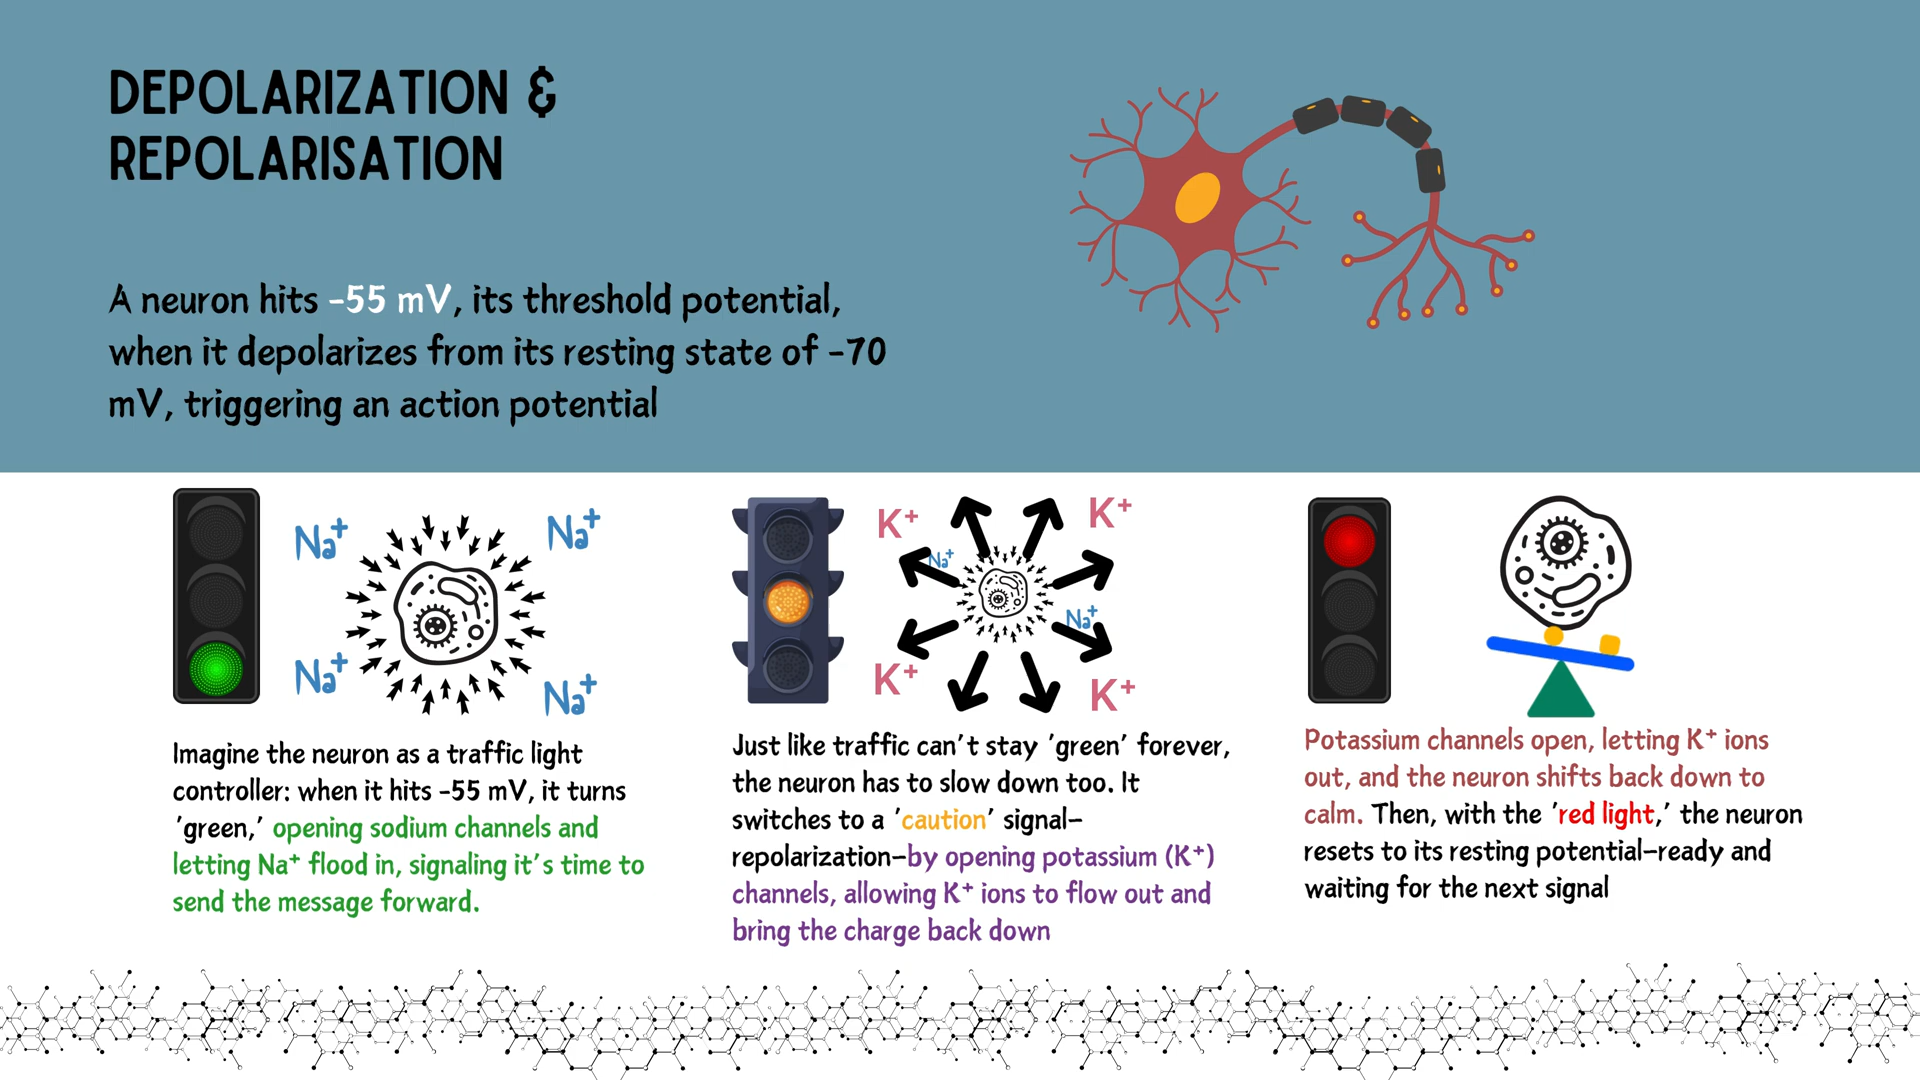 DEPOLARIZATION &
REPOLARISATION
A neuron hits -55 mV, its threshold potential,
when it depolarizes from its resting state of -70
mV, triggering an action potential
Na⁺
Na⁺
Na⁺
Na⁺
Imagine the neuron as a traffic light
controller: when it hits -55 mV, it turns
'green,' opening sodium channels and
letting Na⁺ flood in, signaling it's time to
send the message forward.
K⁺
K⁺
Na⁺
Na⁺
K⁺
K⁺
Just like traffic can't stay 'green' forever,
the neuron has to slow down too. It
switches to a 'caution' signal—
repolarization—by opening potassium (K⁺)
channels, allowing K⁺ ions to flow out and
bring the charge back down
Potassium channels open, letting K⁺ ions
out, and the neuron shifts back down to
calm. Then, with the 'red light,' the neuron
resets to its resting potential—ready and
waiting for the next signal